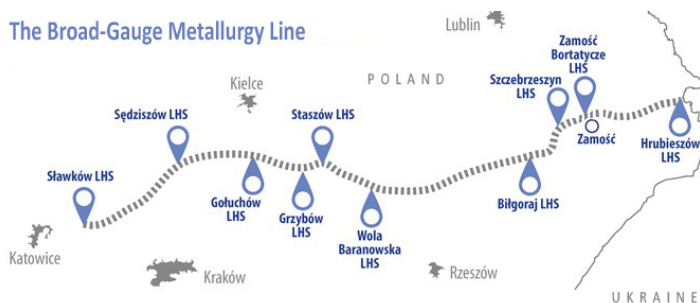 The Broad-Gauge Metallurgy Line
Lublin
Zamość
Bortatycze
LHS
Kielce
POLAND
Szczebrzeszyn
LHS
Sędziszów LHS
Staszów LHS
Zamość
Hrubieszów
LHS
Sławków LHS
Gołuchów
LHS
Grzybów
LHS
Biłgoraj LHS
Wola
Baranowska
LHS
Katowice
Kraków
Rzeszów
UKRAINE